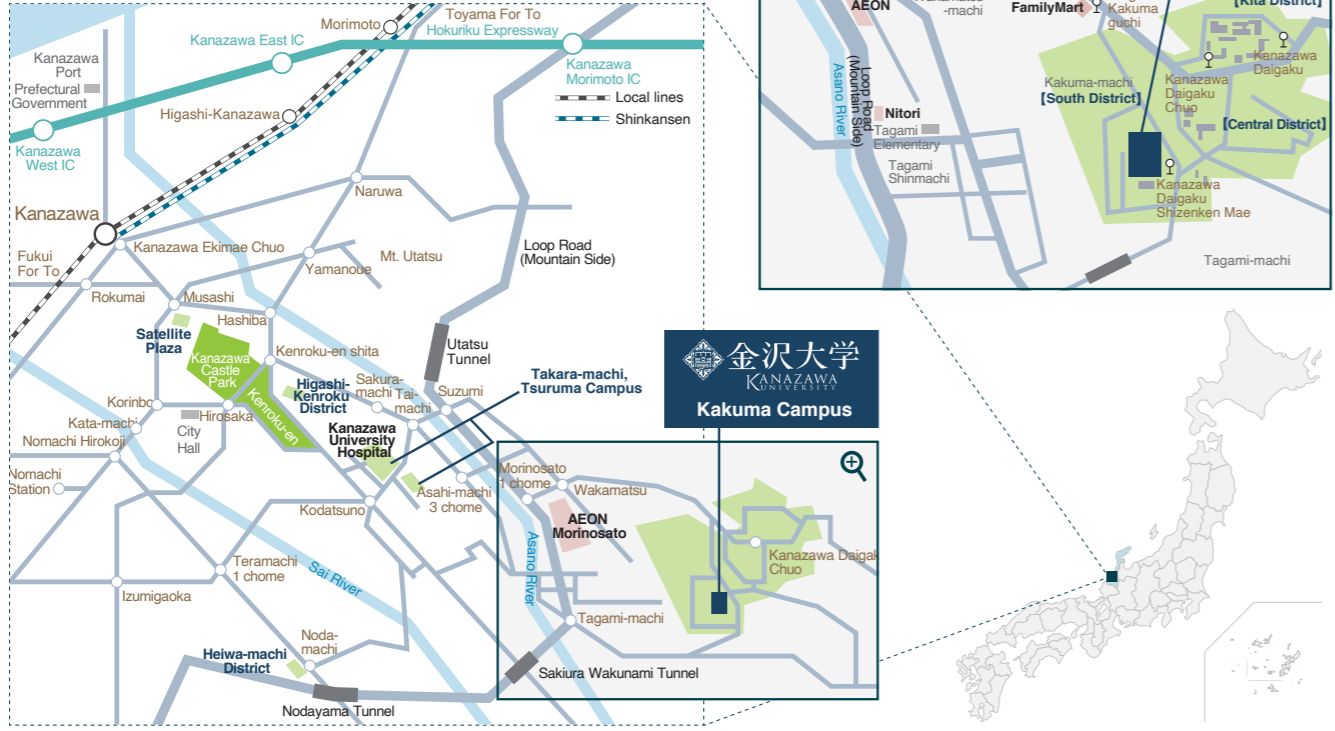 Morimoto
Toyama For To
Hokuriku Expressway
Kanazawa East IC
Kanazawa
Morimoto IC
Kanazawa
Port
Prefectural
Government
Local lines
Shinkansen
Higashi-Kanazawa
Kanazawa
West IC
Naruwa
Kanazawa
Kanazawa Ekimae Chuo
Fukui
For To
Yamanoue
Mt. Utatsu
Loop Road
(Mountain Side)
Rokumai
Musashi
Hashiba
Satellite
Plaza
Kanazawa
Castle
Park
Kenroku-en shita
Utatsu
Tunnel
Higashi-
Kenroku
District
Sakura-
machi
Tai-
machi
Suzumi
Takara-machi,
Tsuruma Campus
Korinbo
Hirosaka
Kenroku-en
Kata-machi
City
Hall
Kanazawa
University
Hospital
Nomachi Hirokoji
Nomachi
Station
Asahi-machi
3 chome
Morinosato
1 chome
Wakamatsu
Kodatsuno
AEON
Morinosato
Asano River
Kanazawa Daigak
Chuo
Teramachi
1 chome
Sai River
Izumigaoka
Tagami-machi
Noda-
machi
Heiwa-machi
District
Sakiura Wakunami Tunnel
Nodayama Tunnel
金沢大学
KANAZAWA
UNIVERSITY
Kakuma Campus
AEON
-machi
FamilyMart
Kakuma
guchi
【Kita District】
Loop Road
(Mountain Side)
Asano River
Kakuma-machi
【South District】
Kanazawa
Daigaku
Kanazawa
Daigaku
Chuo
【Central District】
Nitori
Tagami
Elementary
Tagami
Shinmachi
Kanazawa
Daigaku
Shizenken Mae
Tagami-machi